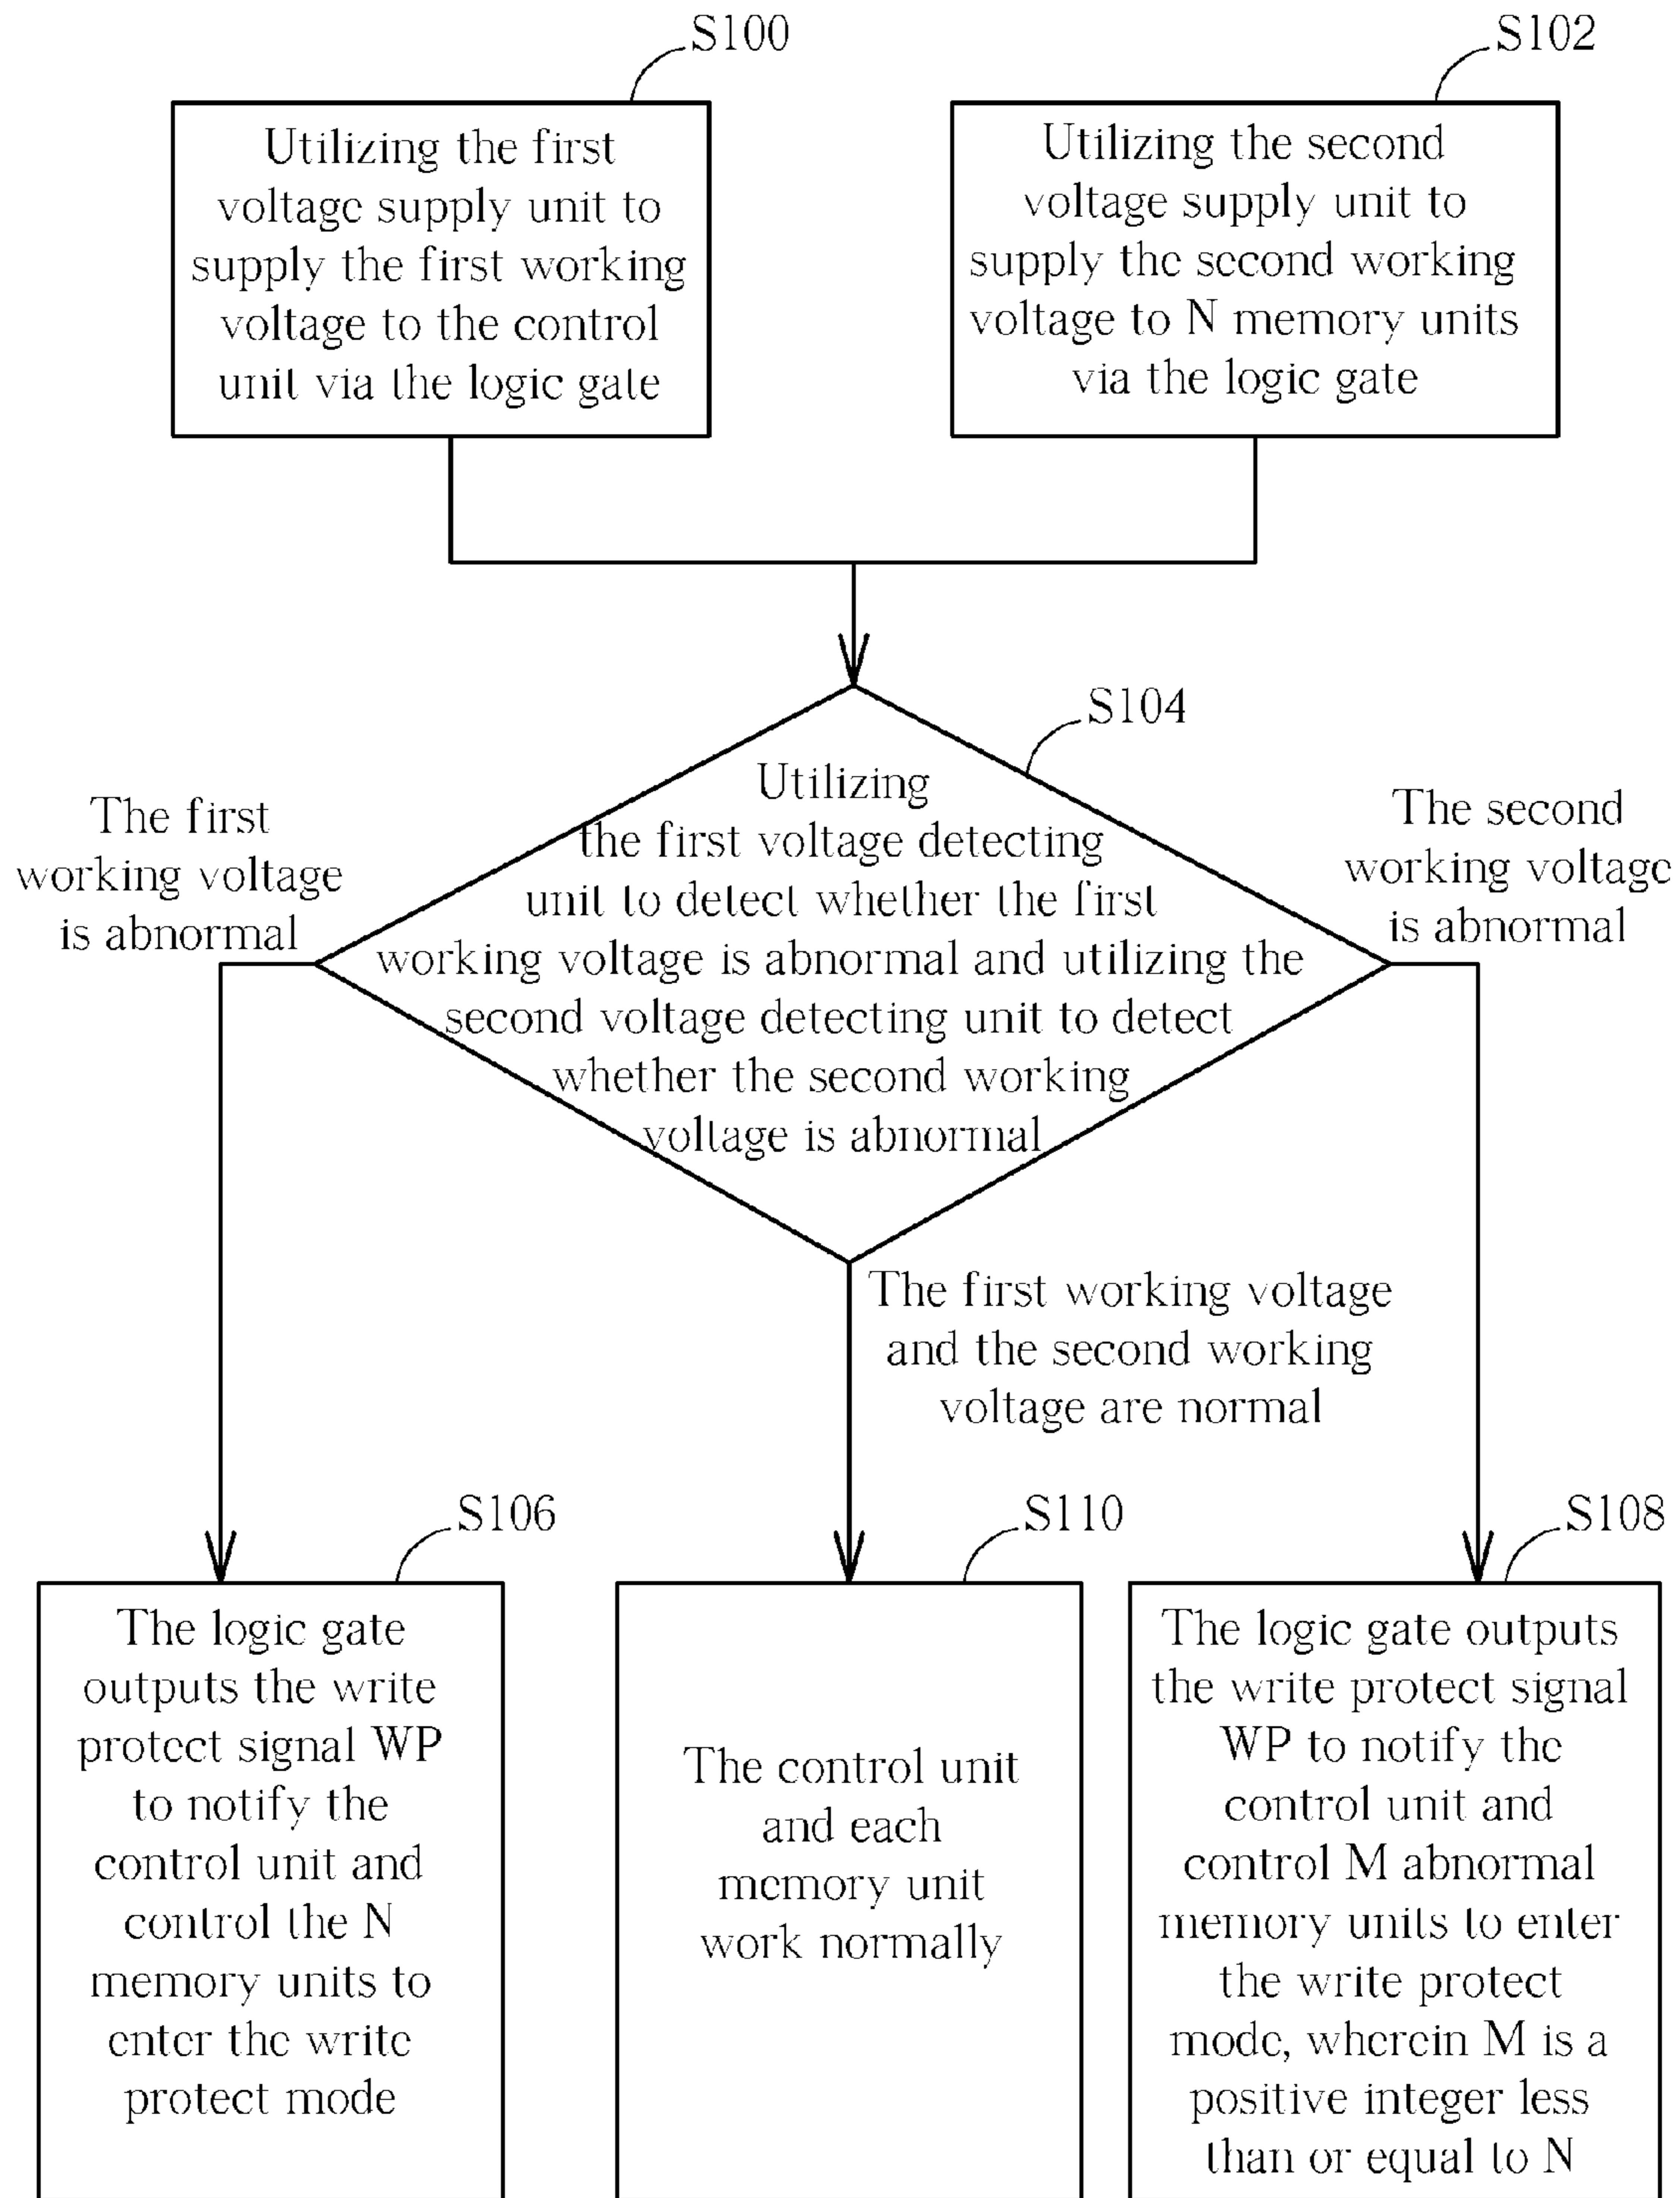 S100
Utilizing the first
voltage supply unit to
supply the first working
voltage to the control
unit via the logic gate
S102
Utilizing the second
voltage supply unit to
supply the second working
voltage to N memory units
via the logic gate
S104
Utilizing
the first voltage detecting
unit to detect whether the first
working voltage is abnormal and utilizing the
second voltage detecting unit to detect
whether the second working
voltage is abnormal
The first
working voltage
is abnormal
The second
working voltage
is abnormal
The first working voltage
and the second working
voltage are normal
S106
The logic gate
outputs the write
protect signal WP
to notify the
control unit and
control the N
memory units to
enter the write
protect mode
S110
The control unit
and each
memory unit
work normally
S108
The logic gate outputs
the write protect signal
WP to notify the
control unit and
control M abnormal
memory units to enter
the write protect
mode, wherein M is a
positive integer less
than or equal to N